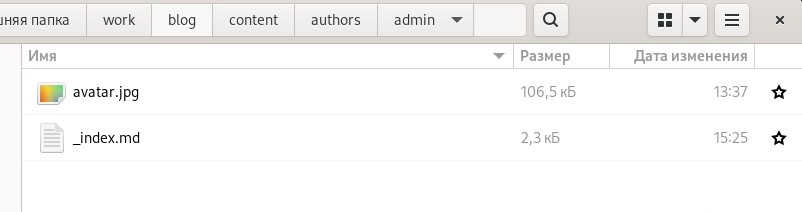 шняя папка work blog content authors admin
Имя Размер Дата изменения
avatar.jpg 106,5 кБ 13:37
_index.md 2,3 кБ 15:25